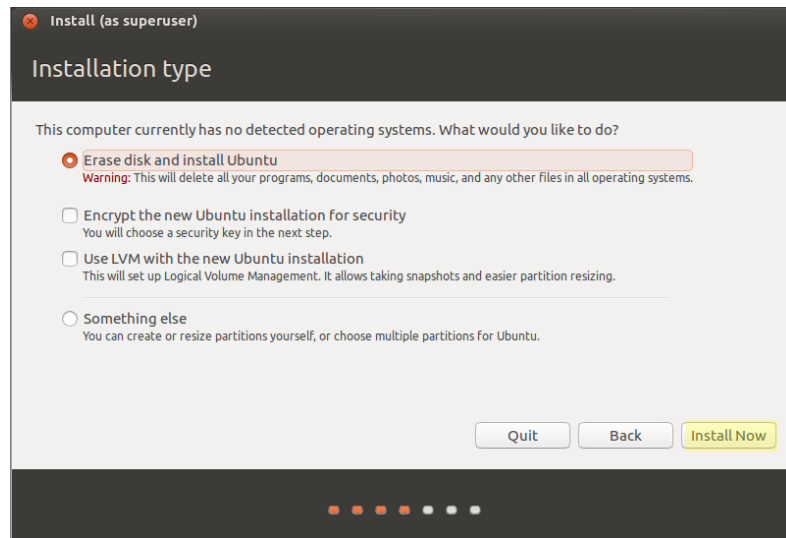 Install (as superuser)
Installation type
This computer currently has no detected operating systems. What would you like to do?
Erase disk and install Ubuntu
Warning: This will delete all your programs, documents, photos, music, and any other files in all operating systems.
Encrypt the new Ubuntu installation for security
You will choose a security key in the next step.
Use LVM with the new Ubuntu installation
This will set up Logical Volume Management. It allows taking snapshots and easier partition resizing.
Something else
You can create or resize partitions yourself, or choose multiple partitions for Ubuntu.
Quit Back Install Now